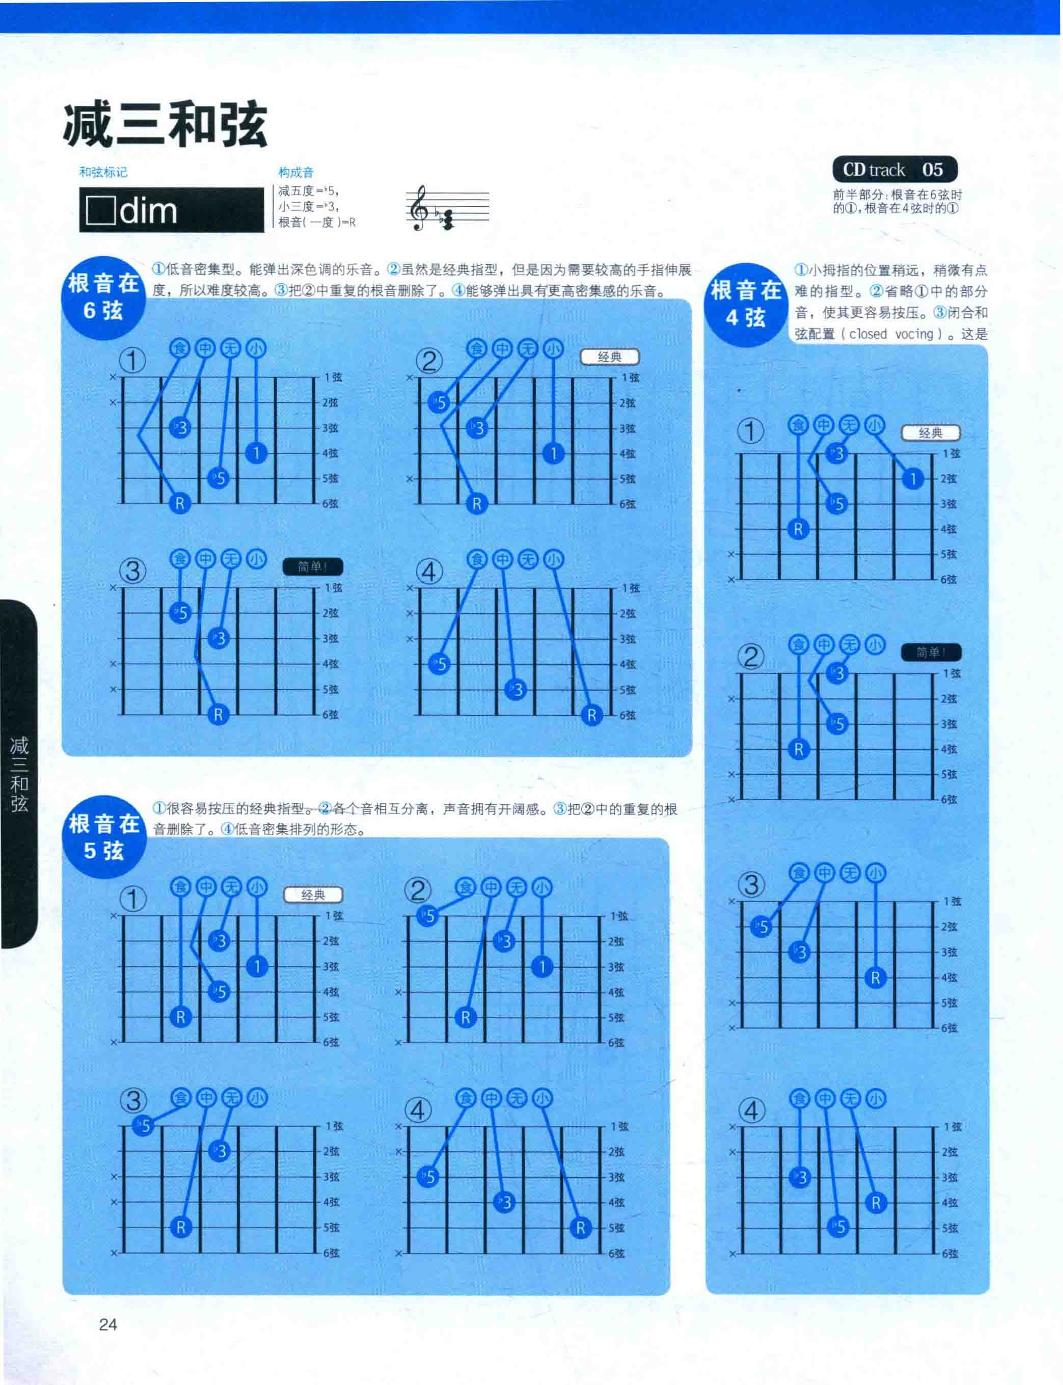 减三和弦
和弦标记
□dim
构成音
减五度=♭5,
小三度=♭3,
根音(一度)=R
CD track 05
前半部分:根音在6弦时
的①,根音在4弦时的①
根音在
6弦
①低音密集型。能弹出深色调的乐音。②虽然是经典指型,但是因为需要较高的手指伸展
度,所以难度较高。③把②中重复的根音删除了。④能够弹出具有更高密集感的乐音。
① 食 中 无 小
× 1弦
× 2弦
♭3 3弦
1 4弦
♭5 5弦
R 6弦
② 食 中 无 小 经典
× 1弦
♭5 2弦
♭3 3弦
1 4弦
× 5弦
R 6弦
③ 食 中 无 小 简单!
× 1弦
♭5 2弦
♭3 3弦
× 4弦
× 5弦
R 6弦
④ 食 中 无 小
× 1弦
× 2弦
× 3弦
♭5 4弦
♭3 5弦
R 6弦
根音在
5弦
①很容易按压的经典指型。②各个音相互分离,声音拥有开阔感。③把②中的重复的根
音删除了。④低音密集排列的形态。
① 食 中 无 小 经典
× 1弦
♭3 2弦
1 3弦
♭5 4弦
R 5弦
× 6弦
② 食 中 无 小
♭5 1弦
♭3 2弦
1 3弦
× 4弦
R 5弦
× 6弦
③ 食 中 无 小
♭5 1弦
♭3 2弦
× 3弦
× 4弦
R 5弦
× 6弦
④ 食 中 无 小
× 1弦
× 2弦
♭5 3弦
♭3 4弦
R 5弦
× 6弦
根音在
4弦
①小拇指的位置稍远,稍微有点
难的指型。②省略①中的部分
音,使其更容易按压。③闭合和
弦配置(closed vocing)。这是
① 食 中 无 小 经典
♭3 1弦
1 2弦
♭5 3弦
R 4弦
× 5弦
× 6弦
② 食 中 无 小 简单!
♭3 1弦
× 2弦
♭5 3弦
R 4弦
× 5弦
× 6弦
③ 食 中 无 小
× 1弦
♭5 2弦
♭3 3弦
R 4弦
× 5弦
× 6弦
④ 食 中 无 小
× 1弦
× 2弦
♭3 3弦
R 4弦
♭5 5弦
× 6弦
减三和弦
24